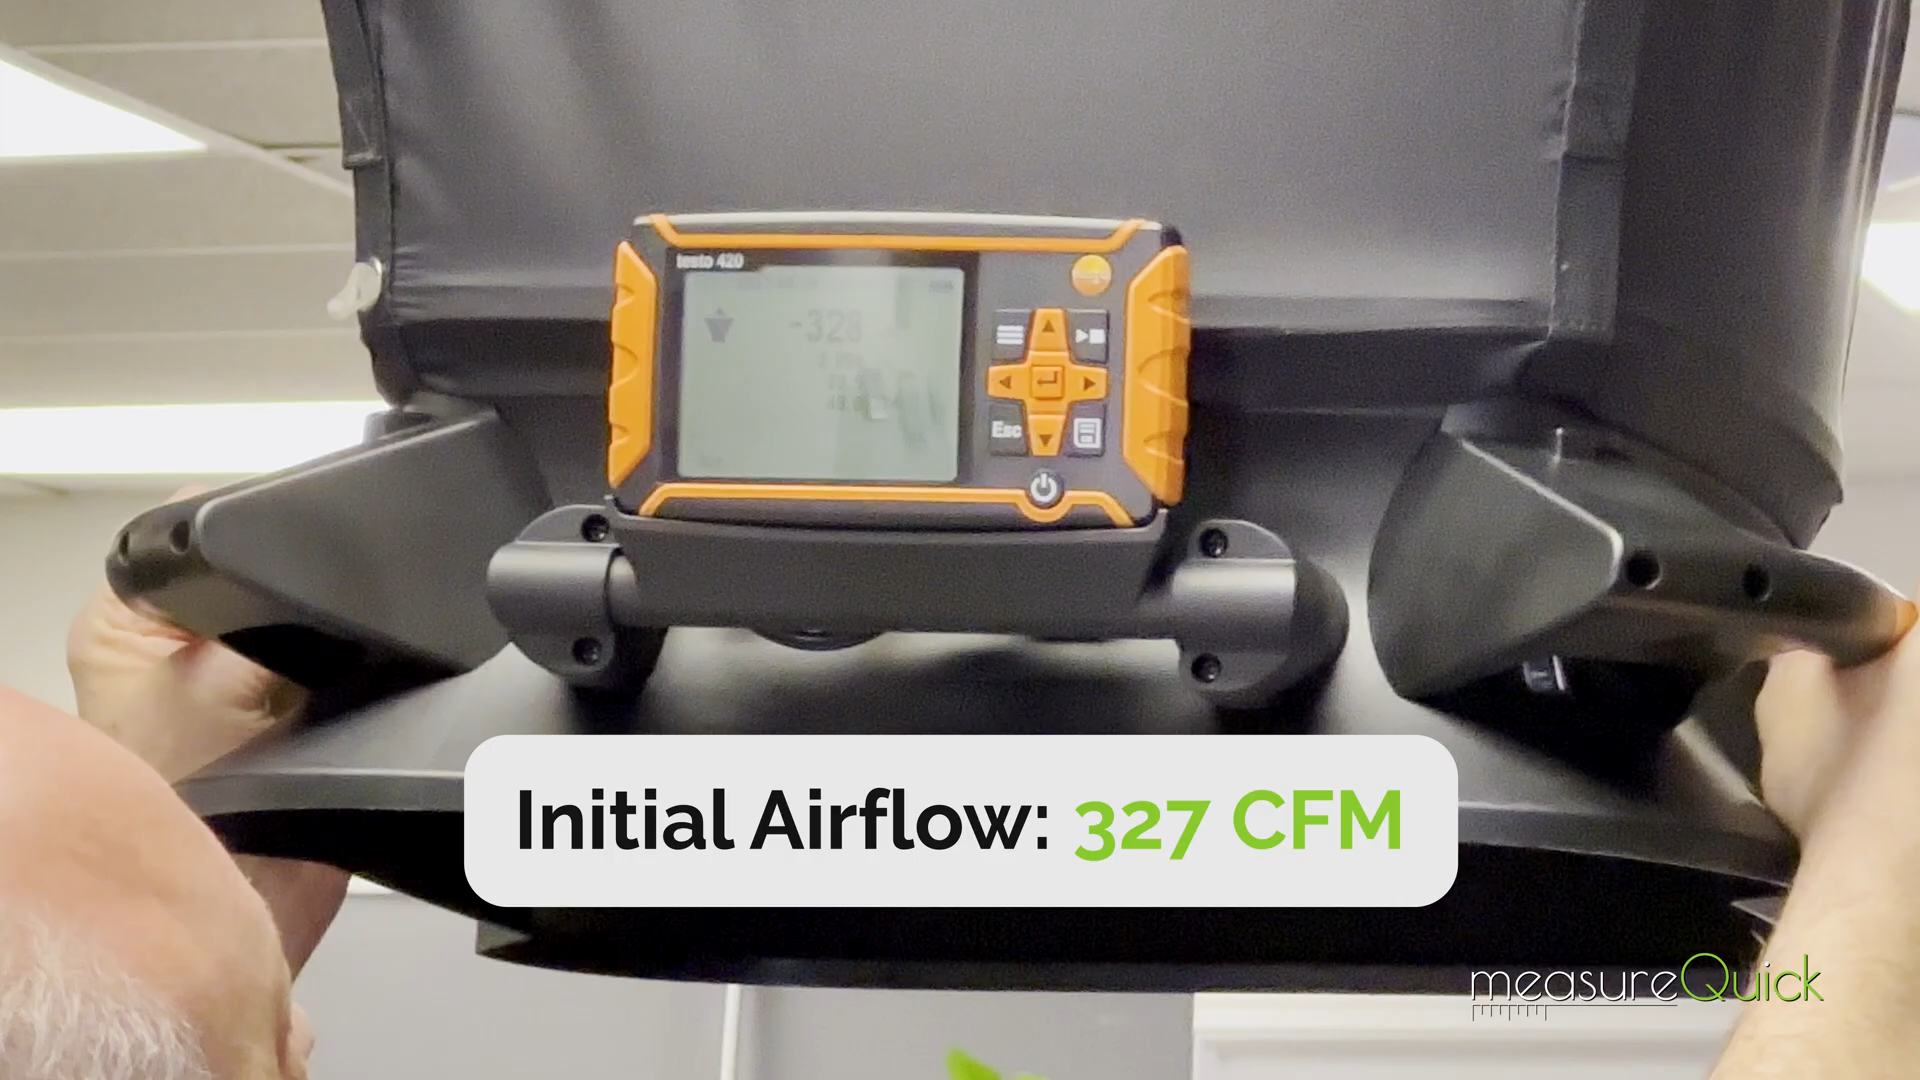 testo 420
-328
Esc
Initial Airflow: 327 CFM
measureQuick